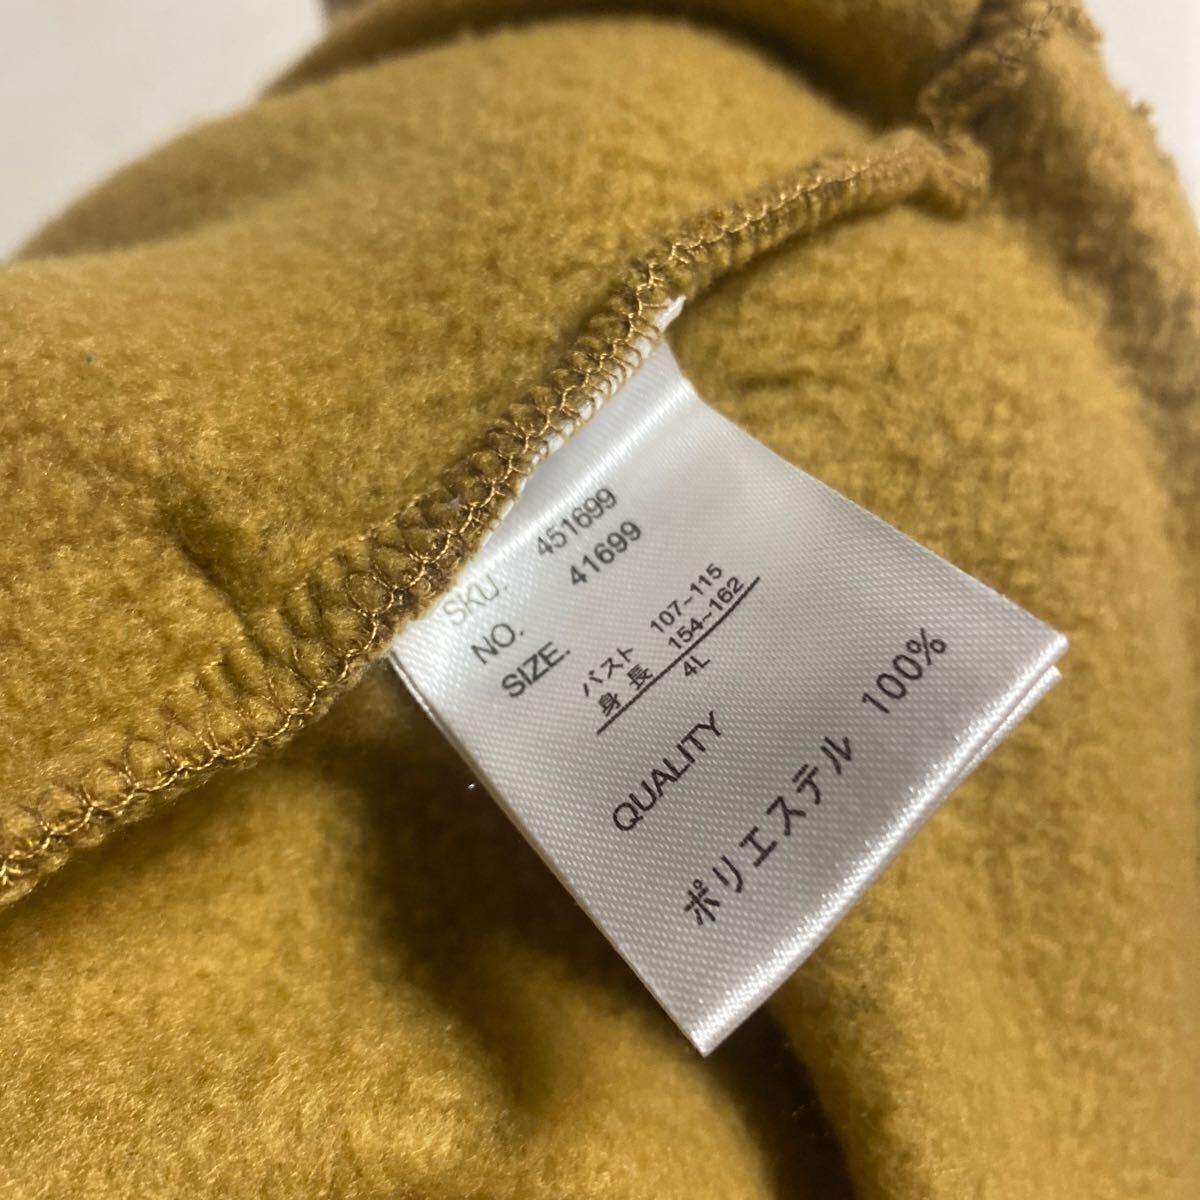 SKU. 451699
NO. 41699
SIZE.
バスト 107~115
身長 154~162
4L
QUALITY
ポリエステル 100%